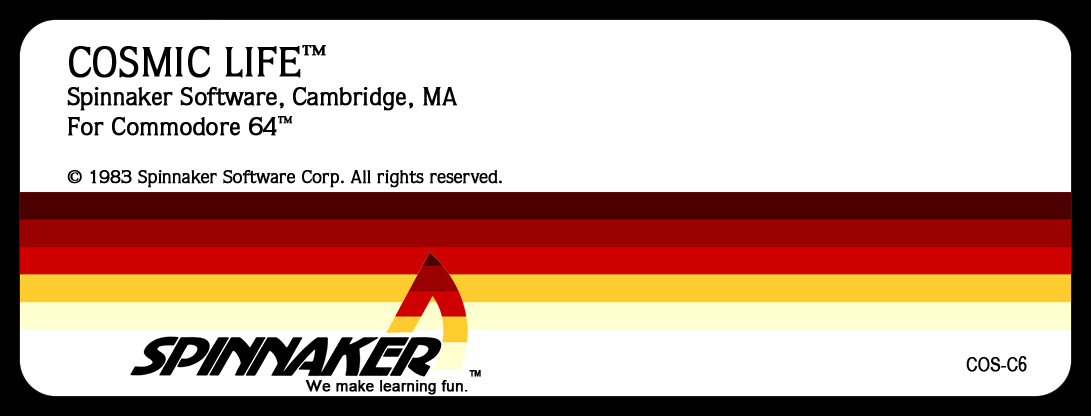 COSMIC LIFE™
Spinnaker Software, Cambridge, MA
For Commodore 64™
© 1983 Spinnaker Software Corp. All rights reserved.
SPINNAKER™
We make learning fun.
COS-C6